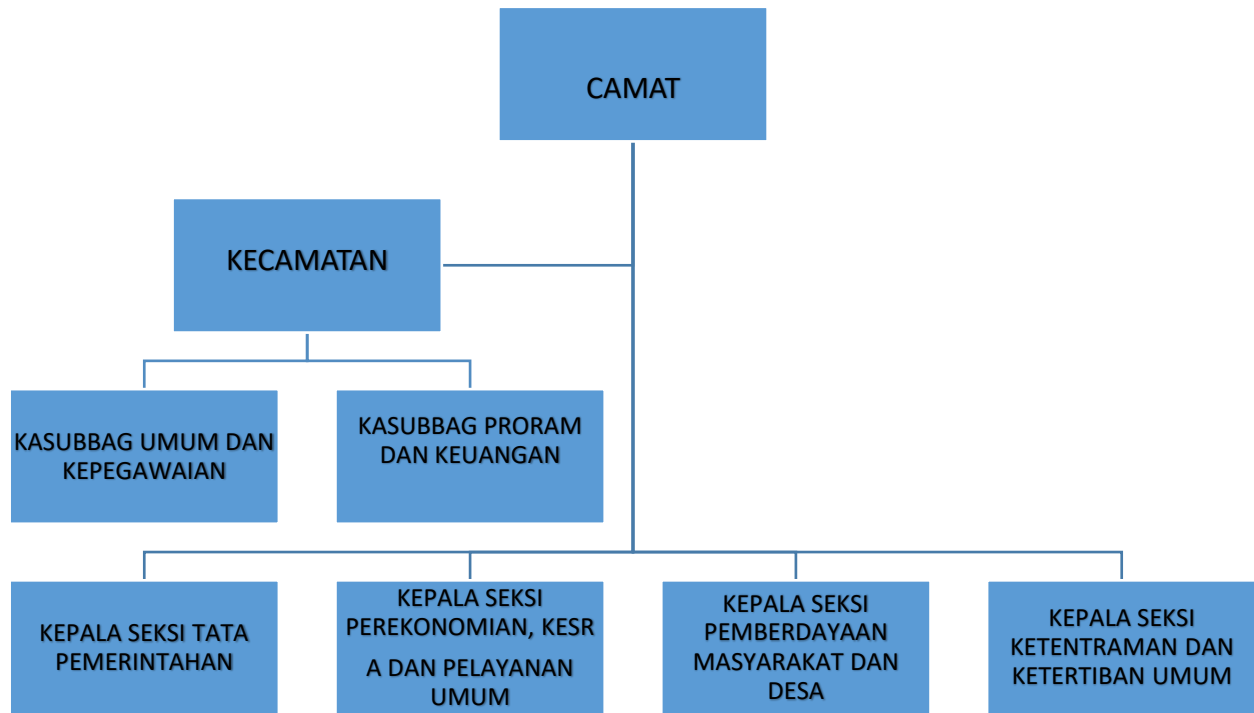 CAMAT
KECAMATAN
KASUBBAG UMUM DAN
KEPEGAWAIAN
KASUBBAG PRORAM
DAN KEUANGAN
KEPALA SEKSI TATA
PEMERINTAHAN
KEPALA SEKSI
PEREKONOMIAN, KESR
A DAN PELAYANAN
UMUM
KEPALA SEKSI
PEMBERDAYAAN
MASYARAKAT DAN
DESA
KEPALA SEKSI
KETENTRAMAN DAN
KETERTIBAN UMUM